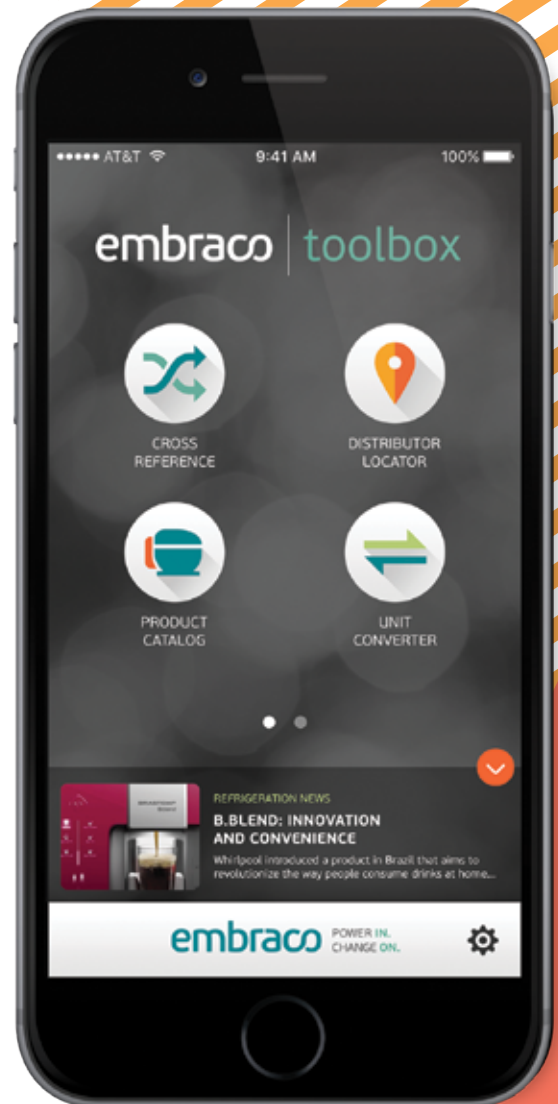 AT&T 9:41 AM 100%
embraco | toolbox
CROSS
REFERENCE
DISTRIBUTOR
LOCATOR
PRODUCT
CATALOG
UNIT
CONVERTER
REFRIGERATION NEWS
B.BLEND: INNOVATION
AND CONVENIENCE
Whirlpool introduced a product in Brazil that aims to
revolutionize the way people consume drinks at home...
embraco POWER IN.
CHANGE ON.